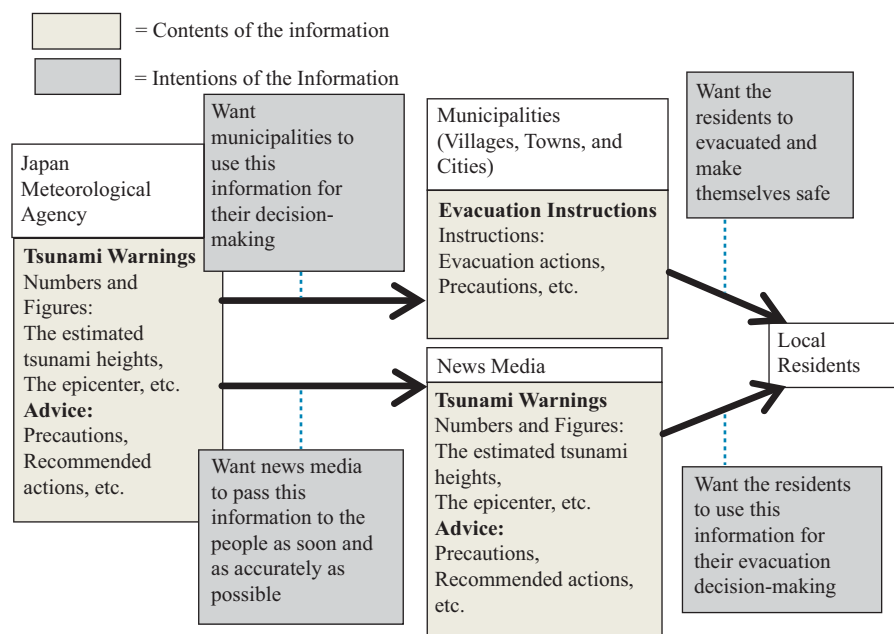 = Contents of the information
= Intentions of the Information
Japan
Meteorological
Agency
Tsunami Warnings
Numbers and
Figures:
The estimated
tsunami heights,
The epicenter, etc.
Advice:
Precautions,
Recommended
actions, etc.
Want
municipalities to
use this
information for
their decision-
making
Want news media
to pass this
information to the
people as soon and
as accurately as
possible
Municipalities
(Villages, Towns, and
Cities)
Evacuation Instructions
Instructions:
Evacuation actions,
Precautions, etc.
News Media
Tsunami Warnings
Numbers and Figures:
The estimated tsunami
heights,
The epicenter, etc.
Advice:
Precautions,
Recommended actions,
etc.
Want the
residents to
evacuated and
make
themselves safe
Want the residents
to use this
information for
their evacuation
decision-making
Local
Residents